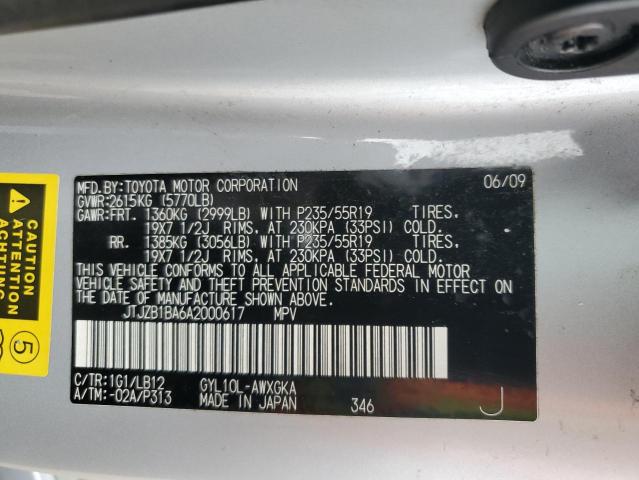 MFD.BY:TOYOTA MOTOR CORPORATION 06/09
GVWR:2615KG (5770LB)
GAWR:FRT. 1360KG (2999LB) WITH P235/55R19 TIRES,
19X7 1/2J RIMS, AT 230KPA (33PSI) COLD.
RR. 1385KG (3056LB) WITH P235/55R19 TIRES,
19X7 1/2J RIMS, AT 230KPA (33PSI) COLD.
THIS VEHICLE CONFORMS TO ALL APPLICABLE FEDERAL MOTOR
VEHICLE SAFETY AND THEFT PREVENTION STANDARDS IN EFFECT
ON THE DATE OF MANUFACTURE SHOWN ABOVE.
JTJZB1BA6A2000617 MPV
C/TR:1G1/LB12 GYL10L-AWXGKA
A/TM:-02A/P313 MADE IN JAPAN 346 J
CAUTION
ATTENTION
ACHTUNG
5